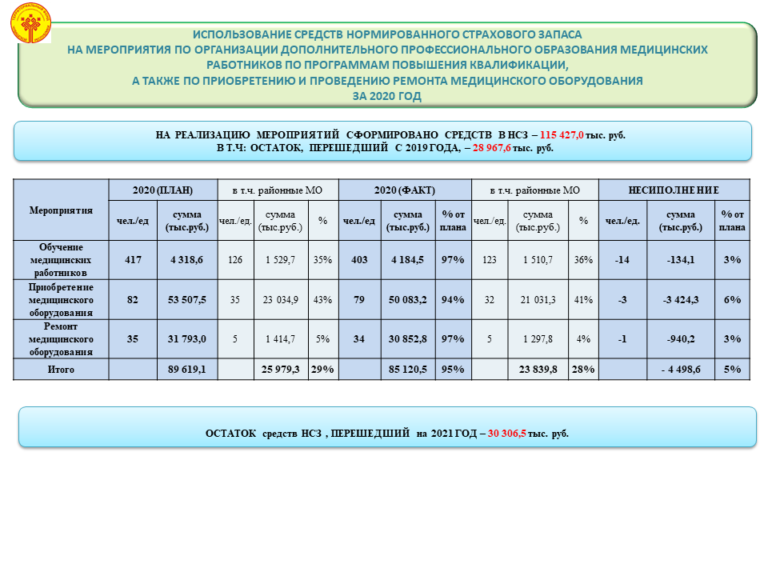 ИСПОЛЬЗОВАНИЕ СРЕДСТВ НОРМИРОВАННОГО СТРАХОВОГО ЗАПАСА
НА МЕРОПРИЯТИЯ ПО ОРГАНИЗАЦИИ ДОПОЛНИТЕЛЬНОГО ПРОФЕССИОНАЛЬНОГО ОБРАЗОВАНИЯ МЕДИЦИНСКИХ
РАБОТНИКОВ ПО ПРОГРАММАМ ПОВЫШЕНИЯ КВАЛИФИКАЦИИ,
А ТАКЖЕ ПО ПРИОБРЕТЕНИЮ И ПРОВЕДЕНИЮ РЕМОНТА МЕДИЦИНСКОГО ОБОРУДОВАНИЯ
ЗА 2020 ГОД
НА РЕАЛИЗАЦИЮ МЕРОПРИЯТИЙ СФОРМИРОВАНО СРЕДСТВ В НСЗ – 115 427,0 тыс. руб.
В Т.Ч: ОСТАТОК, ПЕРЕШЕДШИЙ С 2019 ГОДА, – 28 967,6 тыс. руб.
Мероприятия 2020 (ПЛАН) в т.ч. районные МО 2020 (ФАКТ) в т.ч. районные МО НЕСИПОЛНЕНИЕ
чел./ед сумма (тыс.руб.) чел./ед. сумма (тыс.руб.) % чел./ед сумма (тыс.руб.) % от плана чел./ед. сумма (тыс.руб.) % чел./ед. сумма (тыс.руб.) % от плана
Обучение
медицинских
работников 417 4 318,6 126 1 529,7 35% 403 4 184,5 97% 123 1 510,7 36% -14 -134,1 3%
Приобретение
медицинского
оборудования 82 53 507,5 35 23 034,9 43% 79 50 083,2 94% 32 21 031,3 41% -3 -3 424,3 6%
Ремонт
медицинского
оборудования 35 31 793,0 5 1 414,7 5% 34 30 852,8 97% 5 1 297,8 4% -1 -940,2 3%
Итого 89 619,1 25 979,3 29% 85 120,5 95% 23 839,8 28% - 4 498,6 5%
ОСТАТОК средств НСЗ , ПЕРЕШЕДШИЙ на 2021 ГОД – 30 306,5 тыс. руб.